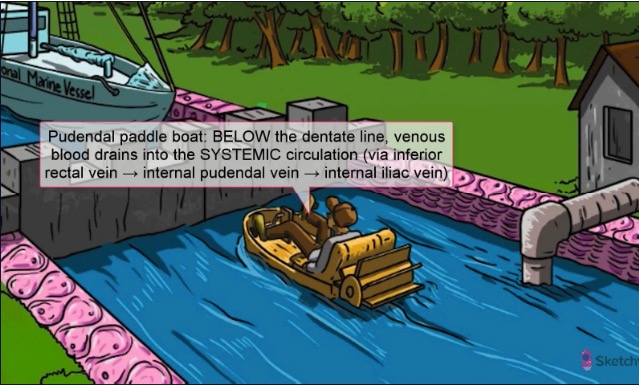 onal Marine Vessel
Pudendal paddle boat: BELOW the dentate line, venous
blood drains into the SYSTEMIC circulation (via inferior
rectal vein → internal pudendal vein → internal iliac vein)
Sketchy